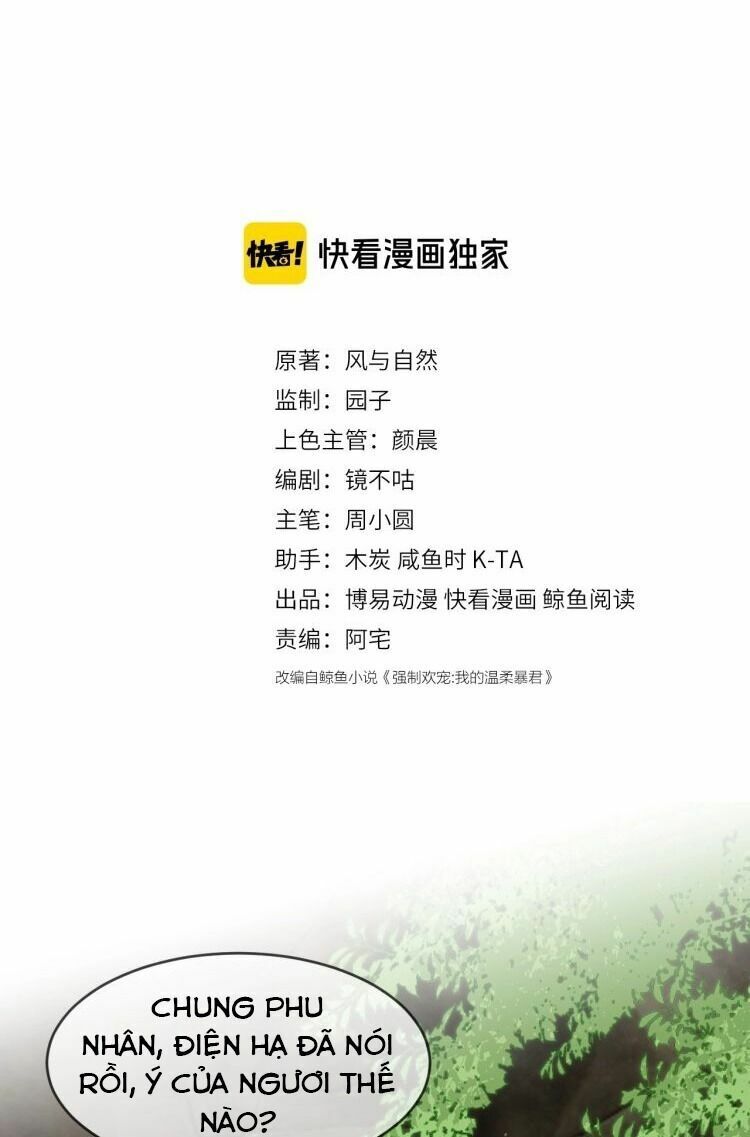 快看! 快看漫画独家
原著：风与自然
监制：园子
上色主管：颜晨
编剧：镜不咕
主笔：周小圆
助手：木炭 咸鱼时 K-TA
出品：博易动漫 快看漫画 鲸鱼阅读
责编：阿宅
改编自鲸鱼小说《强制欢宠:我的温柔暴君》
CHUNG PHU
NHÂN, ĐIỆN HẠ ĐÃ NÓI
RỒI, Ý CỦA NGƯƠI THẾ
NÀO?